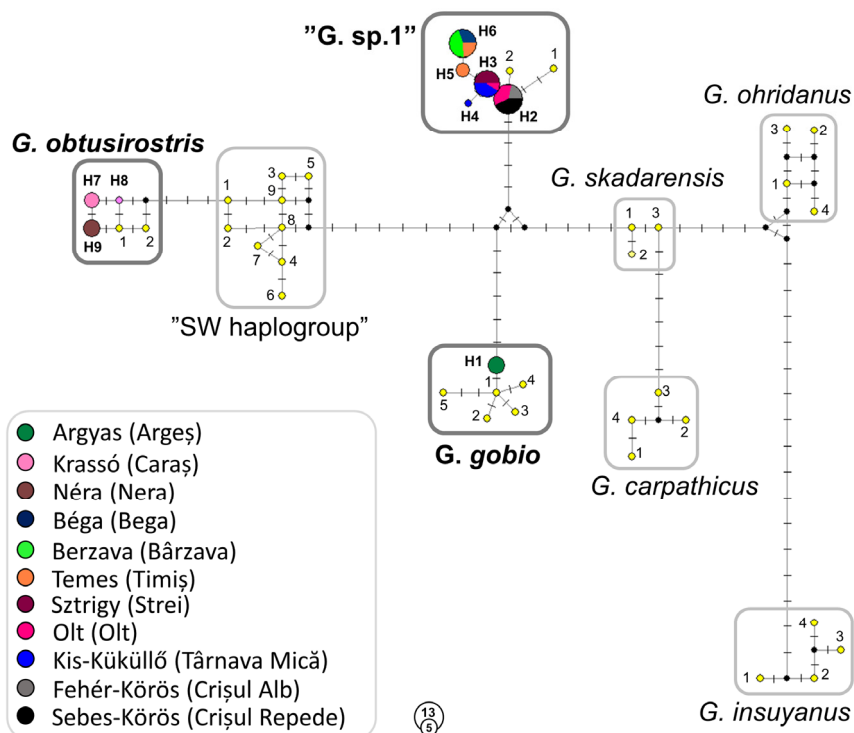 ”G. sp.1”
H6
H5
H3
2
1
H4
H2
G. obtusirostris
H7 H8
H9
1 2
3 5
1 9
2 8
7 4
6
”SW haplogroup”
G. skadarensis
1 3
2
G. ohridanus
3 2
1
4
H1
1 4
5
2 3
G. gobio
3
4 2
1
G. carpathicus
4
3
1 2
G. insuyanus
Argyas (Argeș)
Krassó (Caraș)
Néra (Nera)
Béga (Bega)
Berzava (Bârzava)
Temes (Timiș)
Sztrigy (Strei)
Olt (Olt)
Kis-Küküllő (Târnava Mică)
Fehér-Körös (Crișul Alb)
Sebes-Körös (Crișul Repede)
13
5